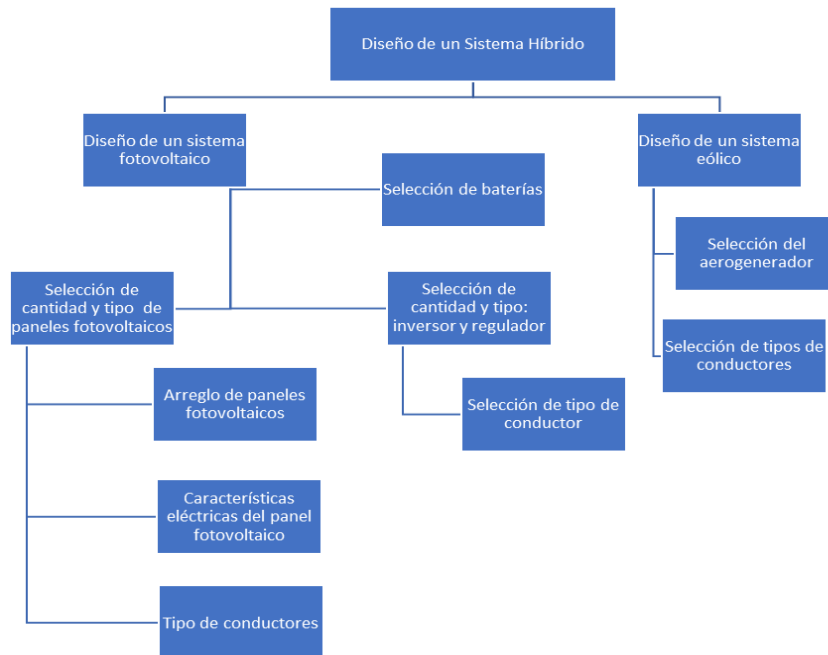 Diseño de un Sistema Híbrido
Diseño de un sistema
fotovoltaico
Diseño de un sistema
eólico
Selección de baterías
Selección del
aerogenerador
Selección de
cantidad y tipo de
paneles fotovoltaicos
Selección de
cantidad y tipo:
inversor y regulador
Selección de tipos de
conductores
Arreglo de paneles
fotovoltaicos
Selección de tipo de
conductor
Características
eléctricas del panel
fotovoltaico
Tipo de conductores